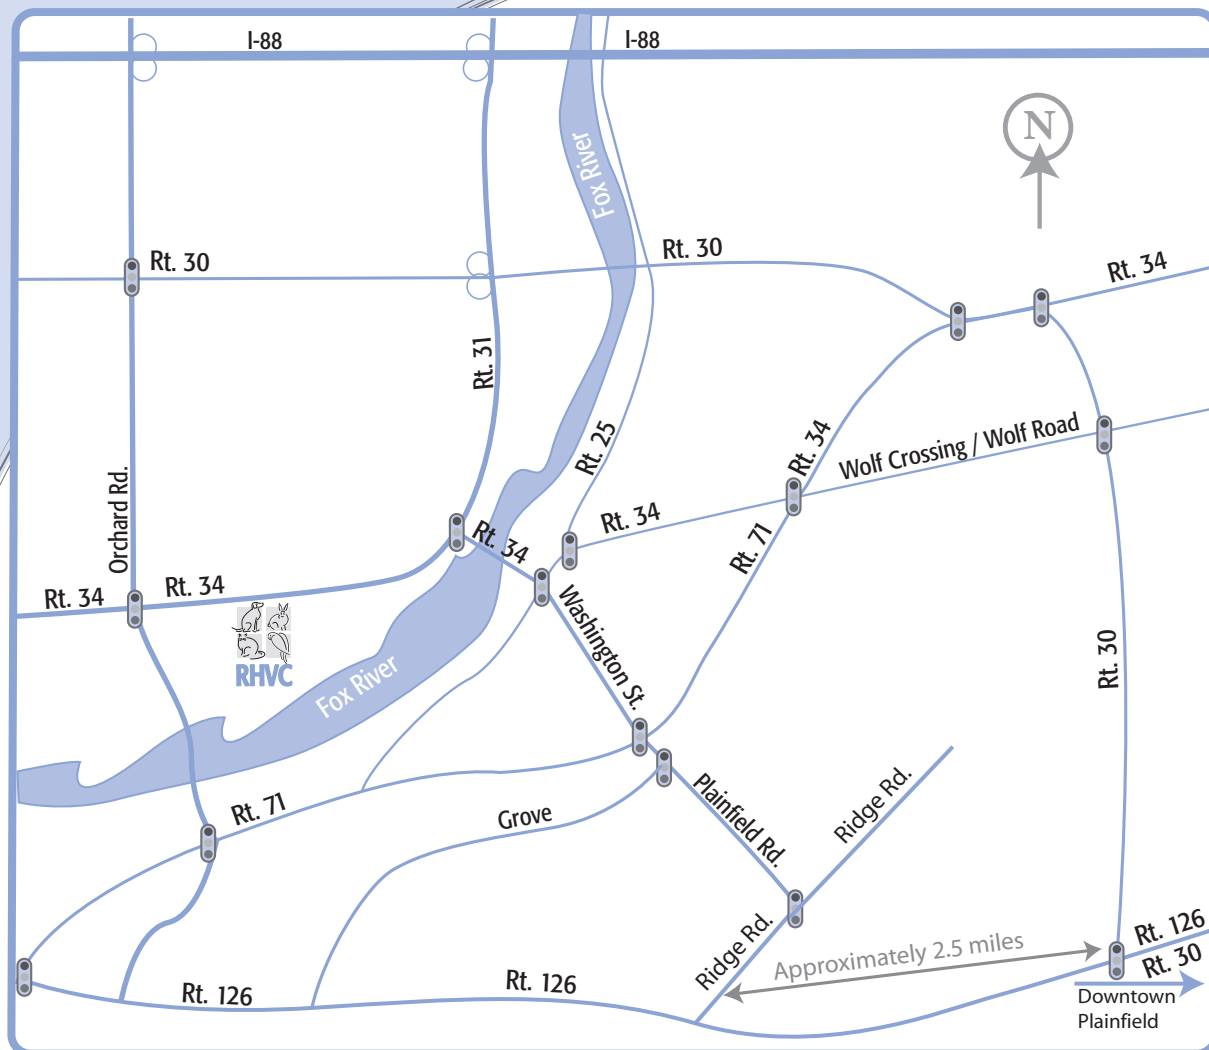 I-88
I-88
N
Fox River
Rt. 30
Rt. 30
Rt. 34
Rt. 31
Rt. 25
Rt. 34
Wolf Crossing / Wolf Road
Orchard Rd.
Rt. 34
Rt. 34
Rt. 71
Rt. 34
Rt. 34
Washington St.
RHVC
Fox River
Rt. 30
Rt. 71
Grove
Plainfield Rd.
Ridge Rd.
Ridge Rd.
Approximately 2.5 miles
Rt. 126
Rt. 30
Rt. 126
Rt. 126
Downtown
Plainfield